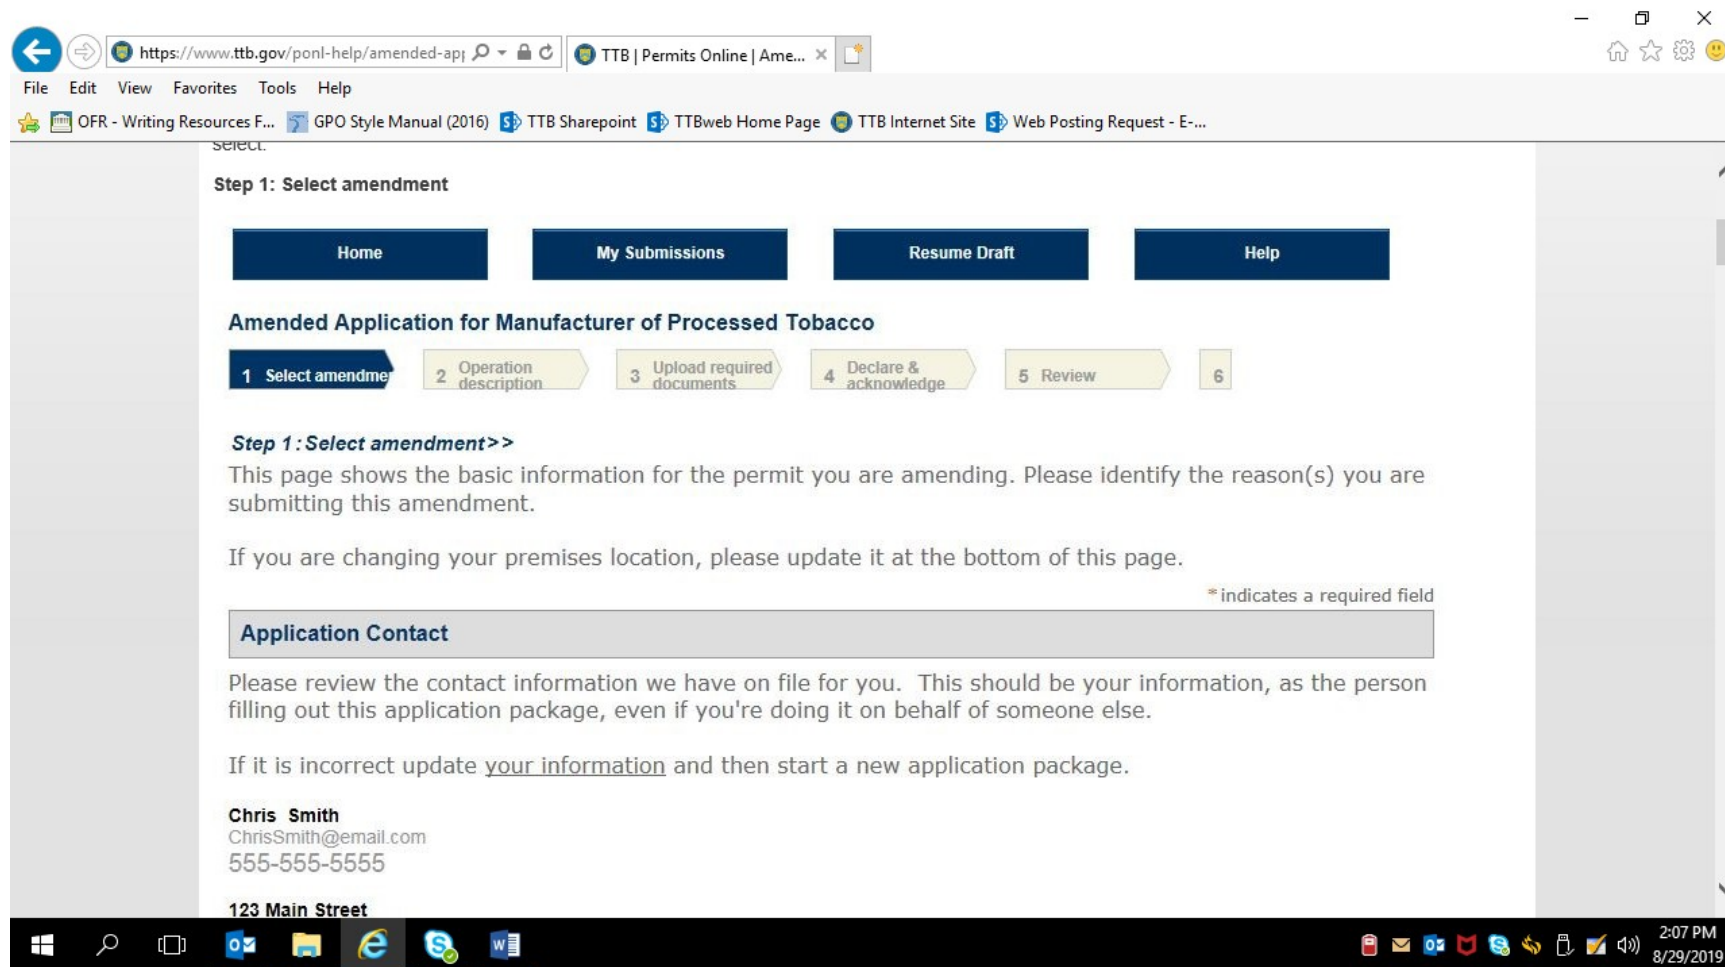 https://www.ttb.gov/ponl-help/amended-ap
TTB | Permits Online | Ame...
File Edit View Favorites Tools Help
OFR - Writing Resources F... GPO Style Manual (2016) TTB Sharepoint TTBweb Home Page TTB Internet Site Web Posting Request - E-...
select.
Step 1: Select amendment
Home My Submissions Resume Draft Help
Amended Application for Manufacturer of Processed Tobacco
1 Select amendme
2 Operation
description
3 Upload required
documents
4 Declare &
acknowledge
5 Review
6
Step 1:Select amendment>>
This page shows the basic information for the permit you are amending. Please identify the reason(s) you are
submitting this amendment.
If you are changing your premises location, please update it at the bottom of this page.
*indicates a required field
Application Contact
Please review the contact information we have on file for you. This should be your information, as the person
filling out this application package, even if you're doing it on behalf of someone else.
If it is incorrect update your information and then start a new application package.
Chris Smith
ChrisSmith@email.com
555-555-5555
123 Main Street
2:07 PM
8/29/2019